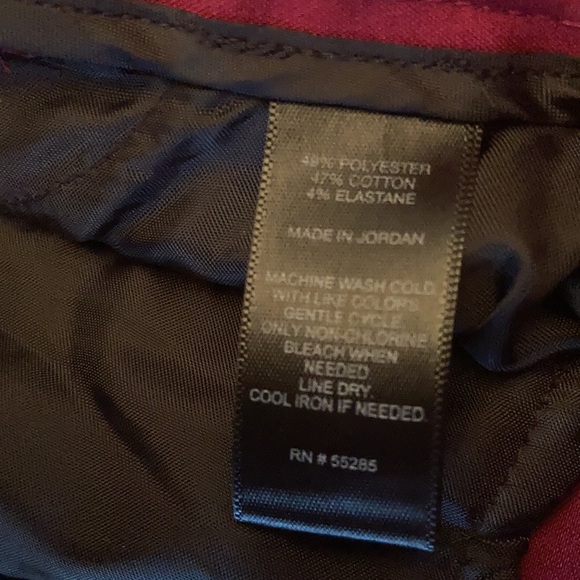 49% POLYESTER
47% COTTON
4% ELASTANE
MADE IN JORDAN
MACHINE WASH COLD
WITH LIKE COLORS
GENTLE CYCLE
ONLY NON-CHLORINE
BLEACH WHEN
NEEDED
LINE DRY.
COOL IRON IF NEEDED.
RN # 55285